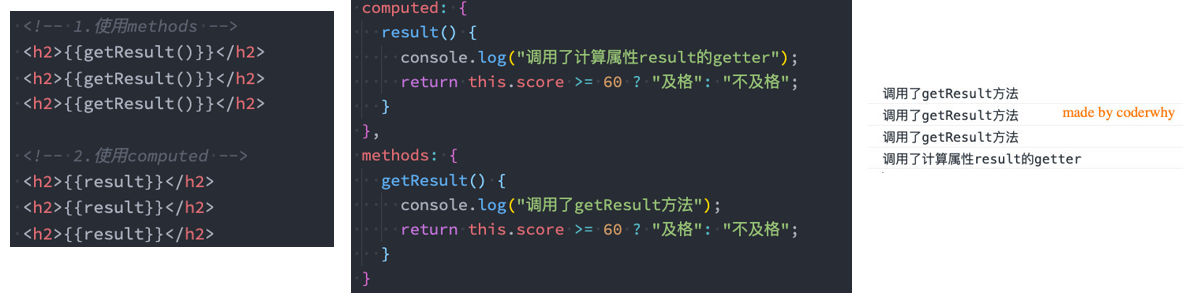 <!-- 1.使用methods -->
<h2>{{getResult()}}</h2>
<h2>{{getResult()}}</h2>
<h2>{{getResult()}}</h2>
<!-- 2.使用computed -->
<h2>{{result}}</h2>
<h2>{{result}}</h2>
<h2>{{result}}</h2>
computed: {
result() {
console.log("调用了计算属性result的getter");
return this.score >= 60 ? "及格": "不及格";
}
},
methods: {
getResult() {
console.log("调用了getResult方法");
return this.score >= 60 ? "及格": "不及格";
}
}
调用了getResult方法
调用了getResult方法
made by coderwhy
调用了getResult方法
调用了计算属性result的getter